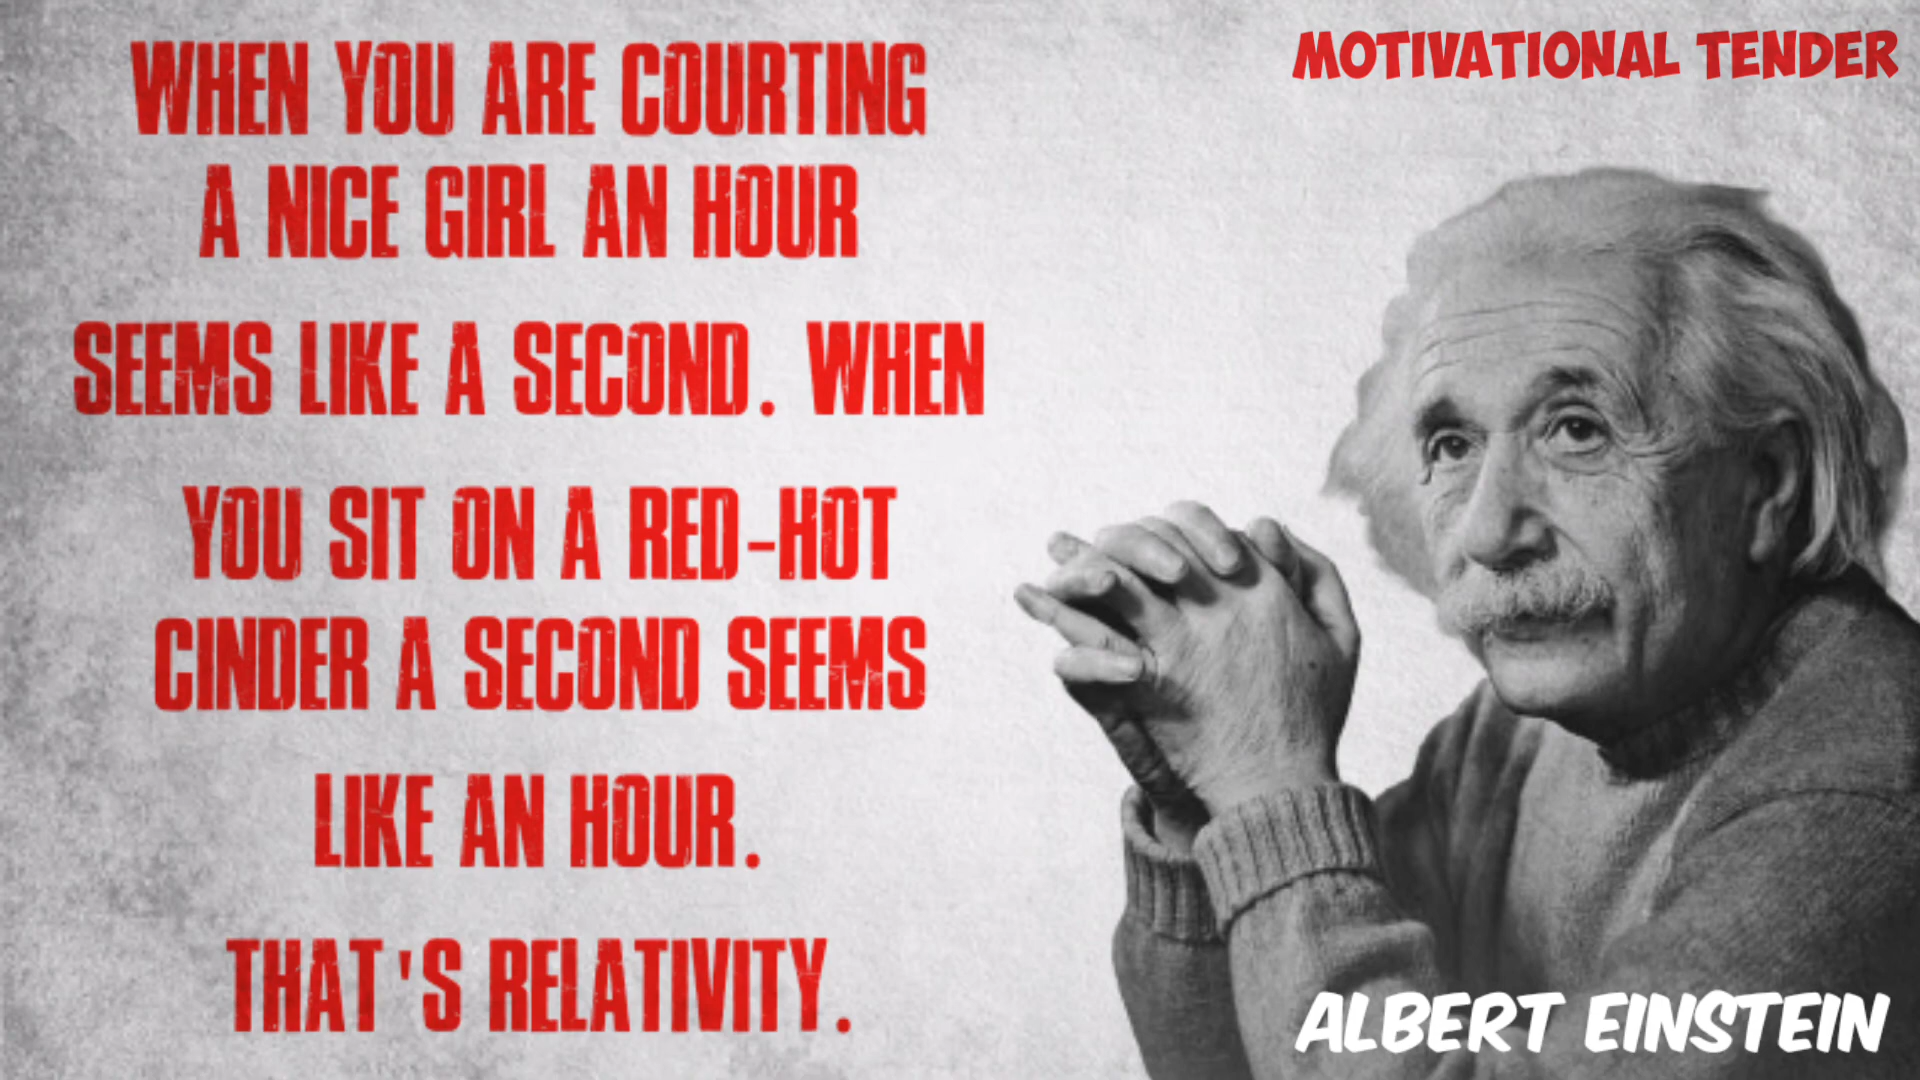 MOTIVATIONAL TENDER
WHEN YOU ARE COURTING
A NICE GIRL AN HOUR
SEEMS LIKE A SECOND. WHEN
YOU SIT ON A RED-HOT
CINDER A SECOND SEEMS
LIKE AN HOUR.
THAT'S RELATIVITY.
ALBERT EINSTEIN